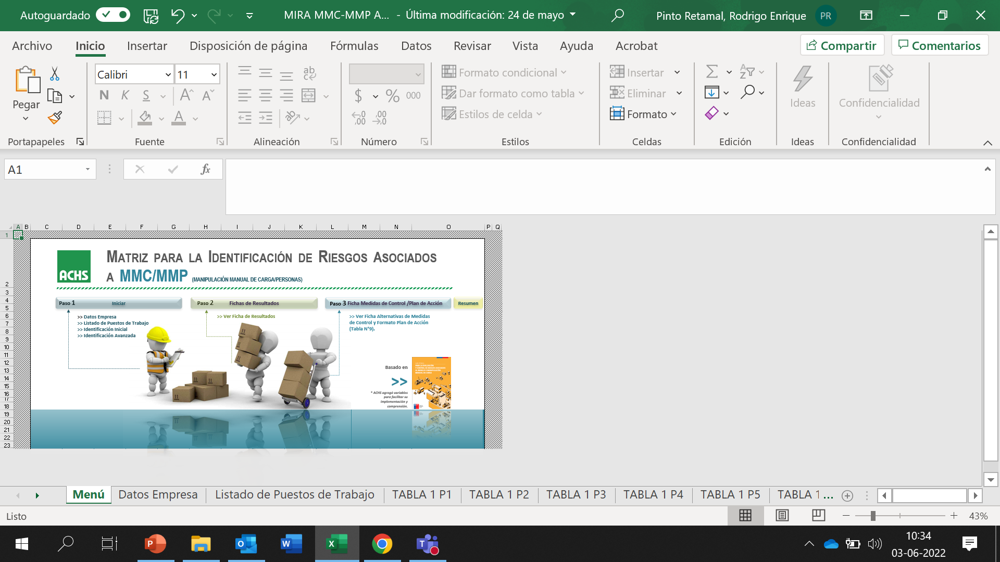 Autoguardado
MIRA MMC-MMP A... - Última modificación: 24 de mayo
Pinto Retamal, Rodrigo Enrique PR
Archivo Inicio Insertar Disposición de página Fórmulas Datos Revisar Vista Ayuda Acrobat Compartir Comentarios
Pegar
Calibri 11
N K S A A
ab
$ % 000
Formato condicional
Dar formato como tabla
Estilos de celda
Insertar
Eliminar
Formato
Ideas
Confidencialidad
Portapapeles Fuente Alineación Número Estilos Celdas Edición Ideas Confidencialidad
A1 fx
A B C D E F G H I J K L M N O P Q
1
2
3
4
5
6
7
8
9
10
11
12
13
14
15
16
17
18
19
20
21
22
23
ACHS
MATRIZ PARA LA IDENTIFICACIÓN DE RIESGOS ASOCIADOS
A MMC/MMP (MANIPULACIÓN MANUAL DE CARGA/PERSONAS)
Paso 1 Iniciar
Paso 2 Fichas de Resultados
Paso 3 Ficha Medidas de Control /Plan de Acción
Resumen
>> Datos Empresa
>> Listado de Puestos de Trabajo
>> Identificación Inicial
>> Identificación Avanzada
>> Ver Ficha de Resultados
>> Ver Ficha Alternativas de Medidas
de Control y Formato Plan de Acción
(Tabla N°9).
Basado en
>>
* ACHS agregó variables
para facilitar su
implementación y
comprensión.
Menú Datos Empresa Listado de Puestos de Trabajo TABLA 1 P1 TABLA 1 P2 TABLA 1 P3 TABLA 1 P4 TABLA 1 P5 TABLA 1 ...
Listo
43%
10:34
03-06-2022